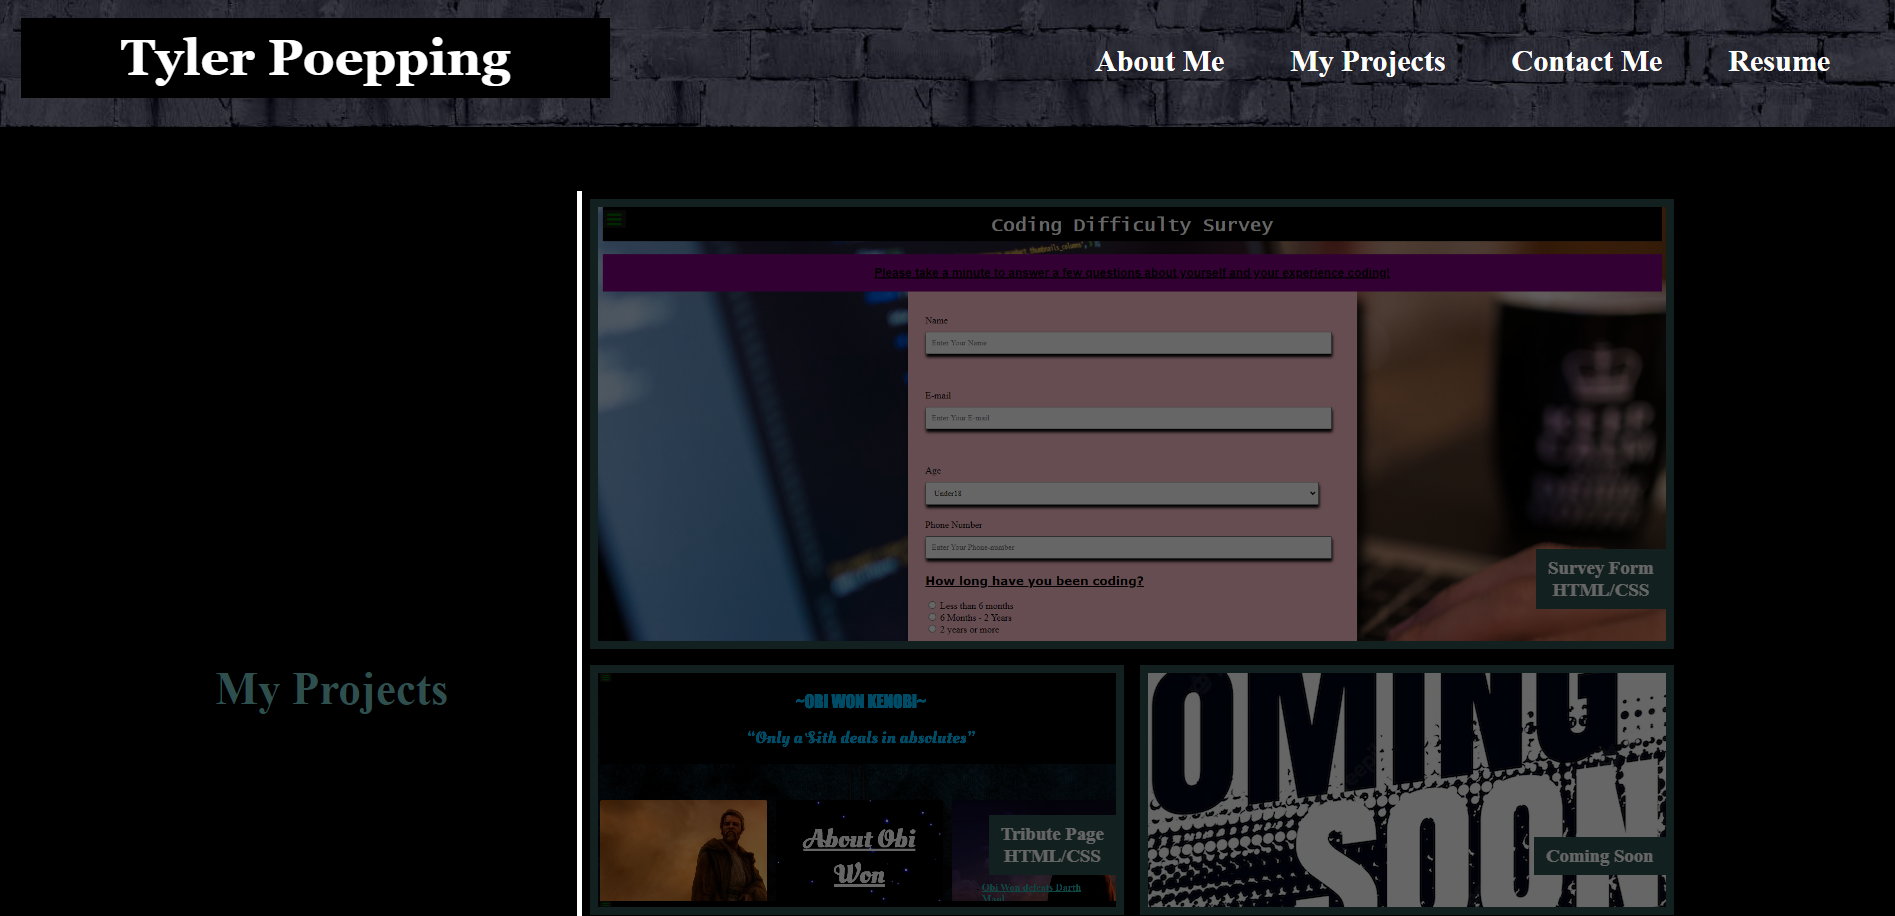 Tyler Poepping
About Me
My Projects
Contact Me
Resume
Coding Difficulty Survey
Please take a minute to answer a few questions about yourself and your experience coding!
Name
Enter Your Name
E-mail
Enter Your E-mail
Age
Under18
Phone Number
Enter Your Phone-number
How long have you been coding?
Less than 6 months
6 Months - 2 Years
2 years or more
Survey Form
HTML/CSS
My Projects
~OBI WON KENOBI~
“Only a Sith deals in absolutes”
About Obi
Won
Tribute Page
HTML/CSS
Obi Won defeats Darth
Maul
OMING
SOON
Coming Soon